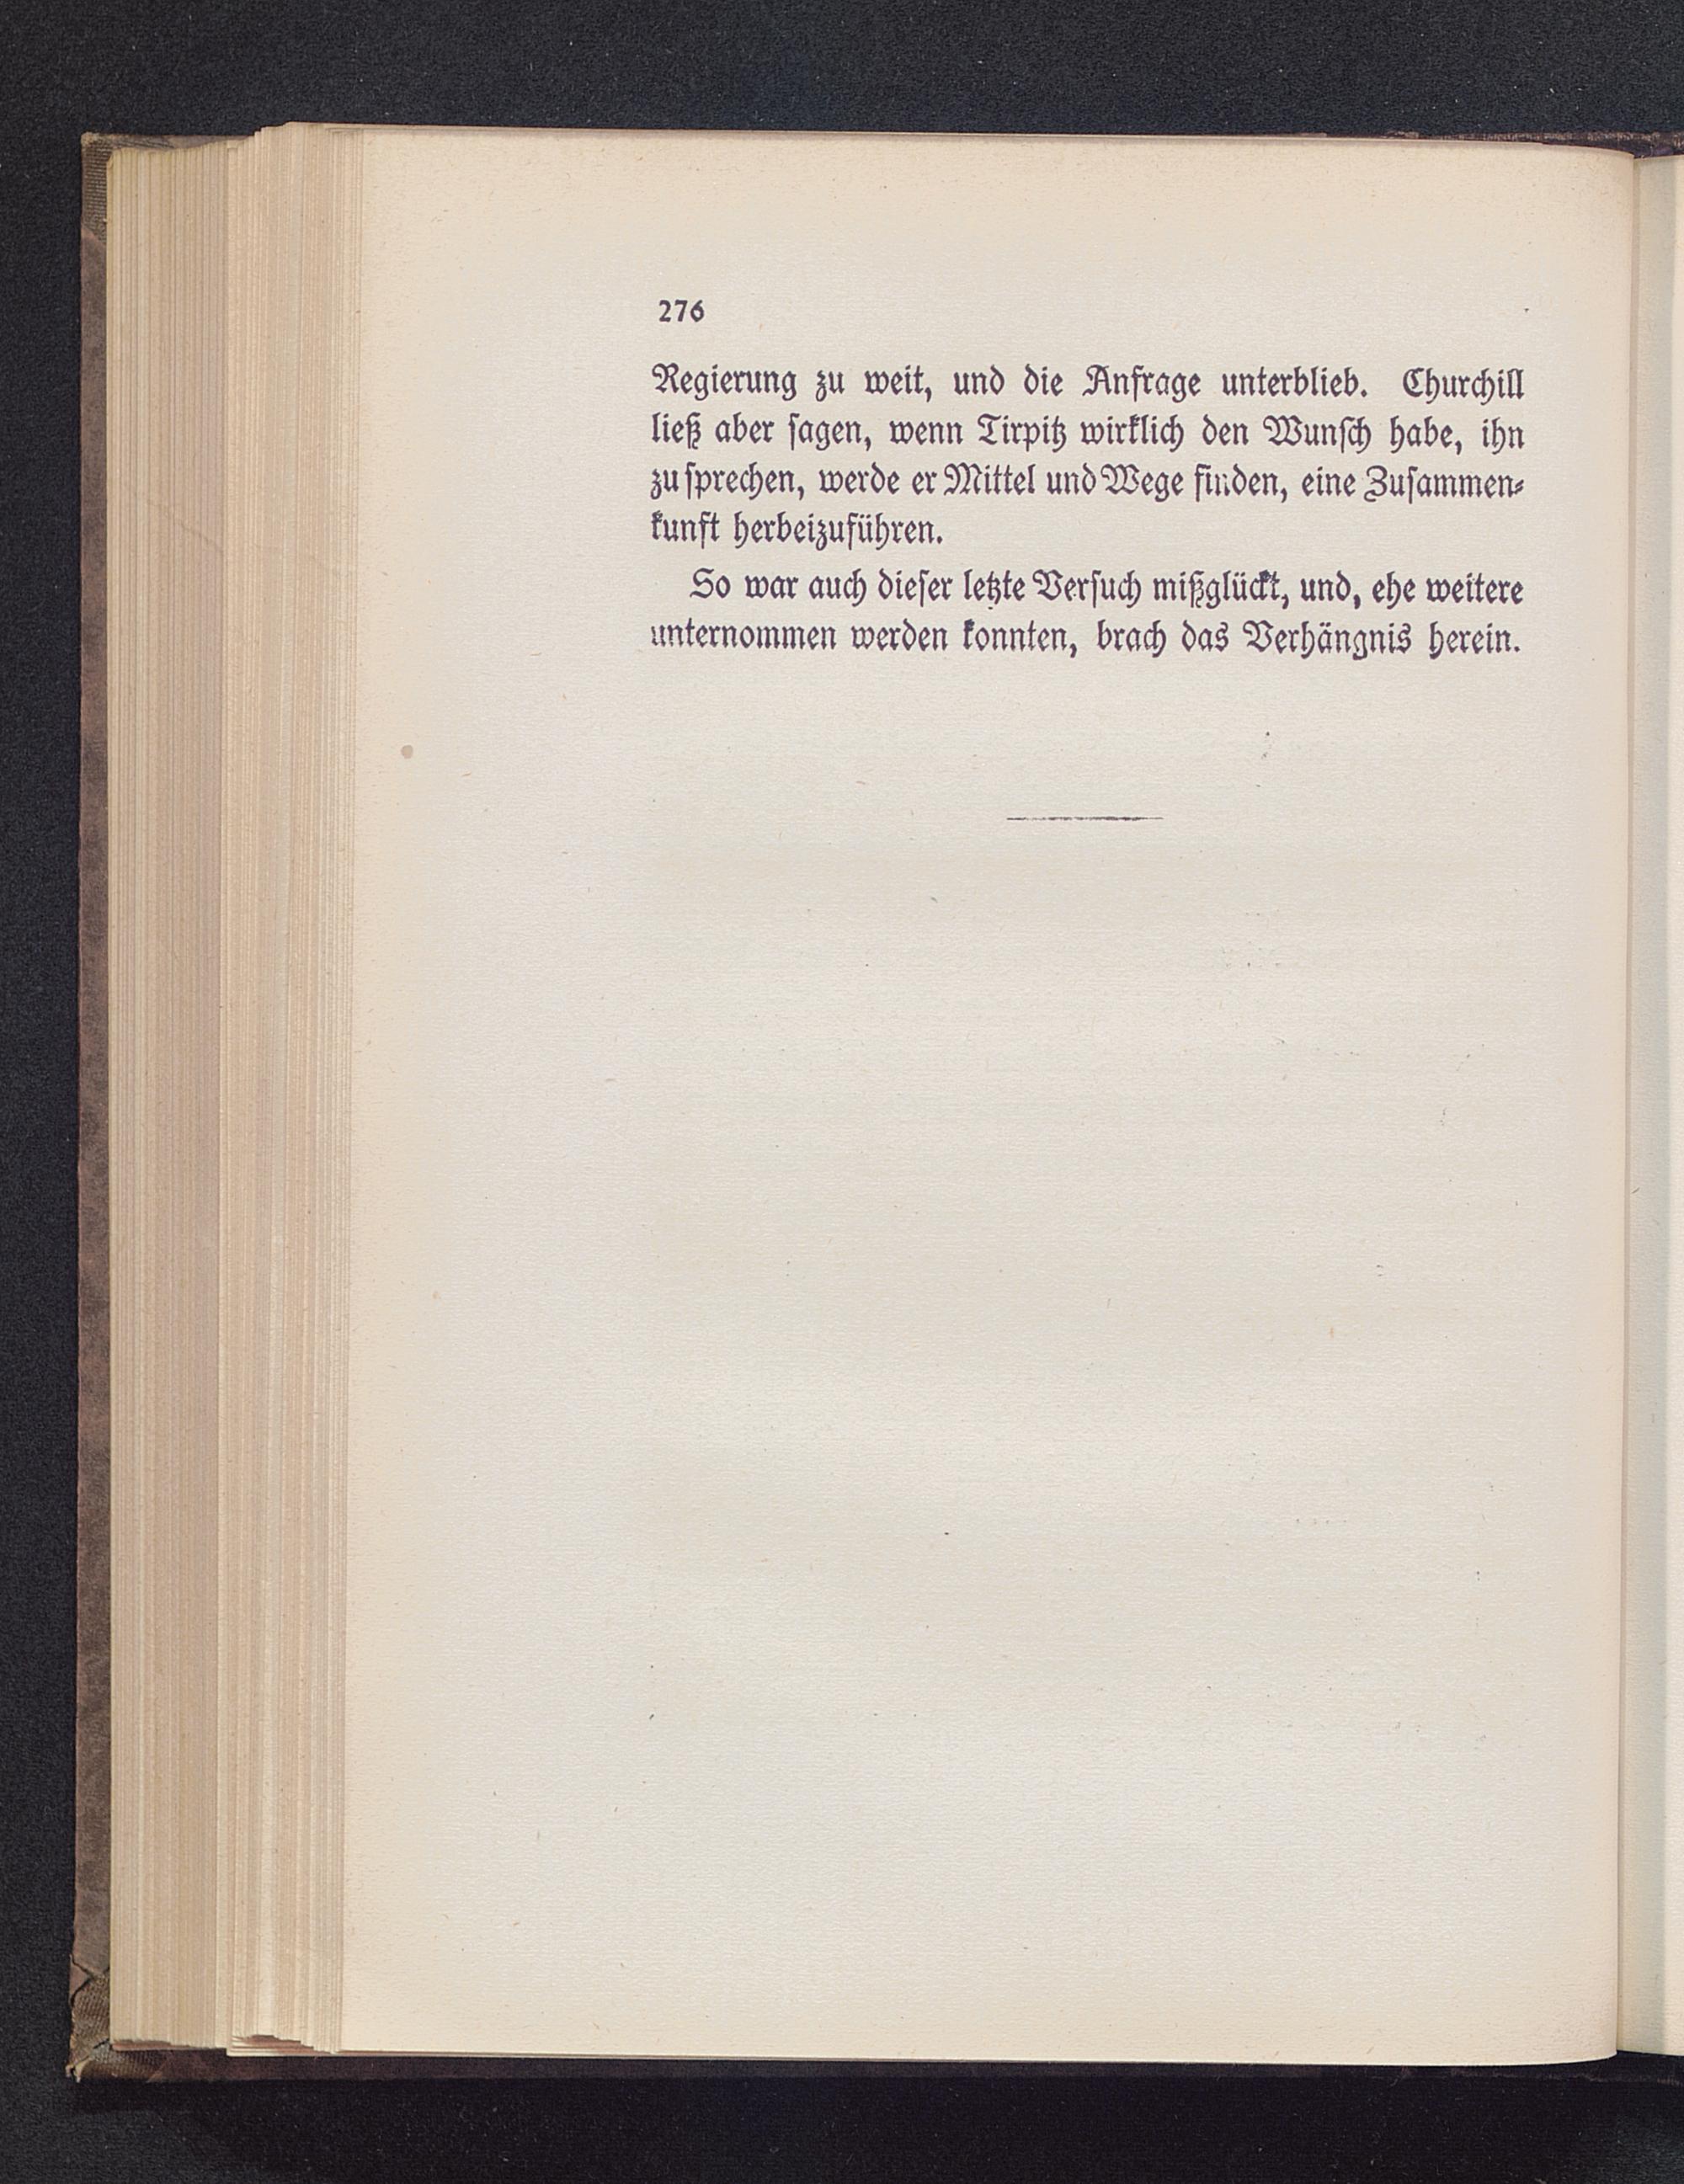 276
Regierung zu weit, und die Anfrage unterblieb. Churchill
ließ aber sagen, wenn Tirpitz wirklich den Wunsch habe, ihn
zu sprechen, werde er Mittel und Wege finden, eine Zusammen-
kunft herbeizuführen.
So war auch dieser letzte Versuch mißglückt, und, ehe weitere
unternommen werden konnten, brach das Verhängnis herein.